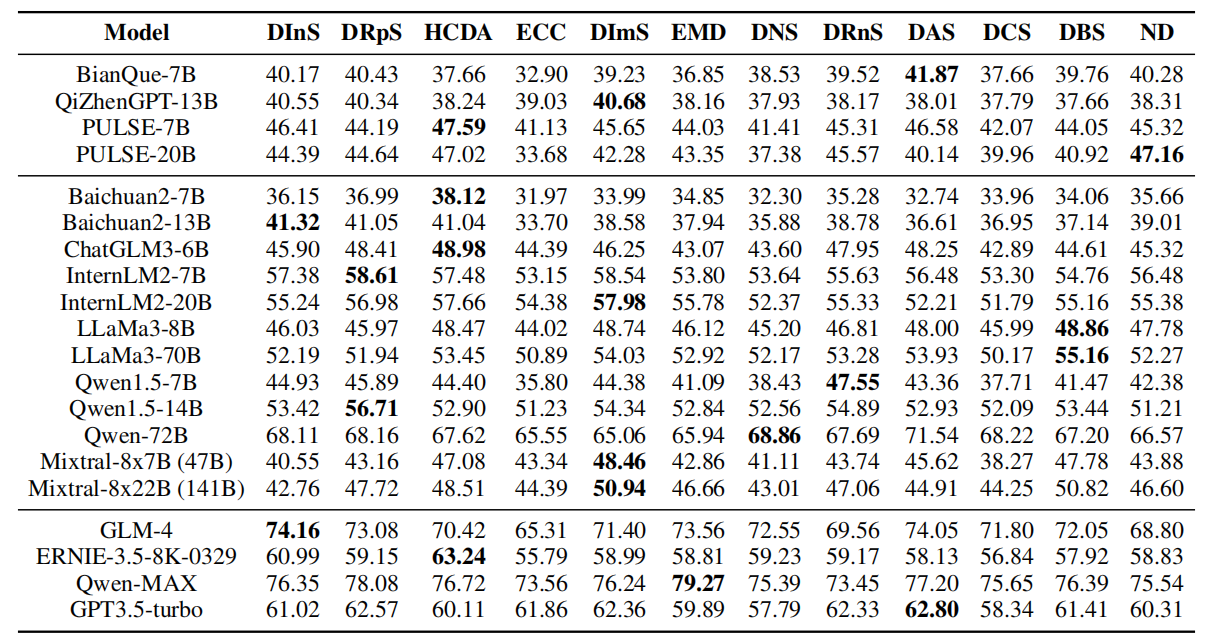 Model DInS DRpS HCDA ECC DImS EMD DNS DRnS DAS DCS DBS ND
BianQue-7B 40.17 40.43 37.66 32.90 39.23 36.85 38.53 39.52 41.87 37.66 39.76 40.28
QiZhenGPT-13B 40.55 40.34 38.24 39.03 40.68 38.16 37.93 38.17 38.01 37.79 37.66 38.31
PULSE-7B 46.41 44.19 47.59 41.13 45.65 44.03 41.41 45.31 46.58 42.07 44.05 45.32
PULSE-20B 44.39 44.64 47.02 33.68 42.28 43.35 37.38 45.57 40.14 39.96 40.92 47.16
Baichuan2-7B 36.15 36.99 38.12 31.97 33.99 34.85 32.30 35.28 32.74 33.96 34.06 35.66
Baichuan2-13B 41.32 41.05 41.04 33.70 38.58 37.94 35.88 38.78 36.61 36.95 37.14 39.01
ChatGLM3-6B 45.90 48.41 48.98 44.39 46.25 43.07 43.60 47.95 48.25 42.89 44.61 45.32
InternLM2-7B 57.38 58.61 57.48 53.15 58.54 53.80 53.64 55.63 56.48 53.30 54.76 56.48
InternLM2-20B 55.24 56.98 57.66 54.38 57.98 55.78 52.37 55.33 52.21 51.79 55.16 55.38
LLaMa3-8B 46.03 45.97 48.47 44.02 48.74 46.12 45.20 46.81 48.00 45.99 48.86 47.78
LLaMa3-70B 52.19 51.94 53.45 50.89 54.03 52.92 52.17 53.28 53.93 50.17 55.16 52.27
Qwen1.5-7B 44.93 45.89 44.40 35.80 44.38 41.09 38.43 47.55 43.36 37.71 41.47 42.38
Qwen1.5-14B 53.42 56.71 52.90 51.23 54.34 52.84 52.56 54.89 52.93 52.09 53.44 51.21
Qwen-72B 68.11 68.16 67.62 65.55 65.06 65.94 68.86 67.69 71.54 68.22 67.20 66.57
Mixtral-8x7B (47B) 40.55 43.16 47.08 43.34 48.46 42.86 41.11 43.74 45.62 38.27 47.78 43.88
Mixtral-8x22B (141B) 42.76 47.72 48.51 44.39 50.94 46.66 43.01 47.06 44.91 44.25 50.82 46.60
GLM-4 74.16 73.08 70.42 65.31 71.40 73.56 72.55 69.56 74.05 71.80 72.05 68.80
ERNIE-3.5-8K-0329 60.99 59.15 63.24 55.79 58.99 58.81 59.23 59.17 58.13 56.84 57.92 58.83
Qwen-MAX 76.35 78.08 76.72 73.56 76.24 79.27 75.39 73.45 77.20 75.65 76.39 75.54
GPT3.5-turbo 61.02 62.57 60.11 61.86 62.36 59.89 57.79 62.33 62.80 58.34 61.41 60.31